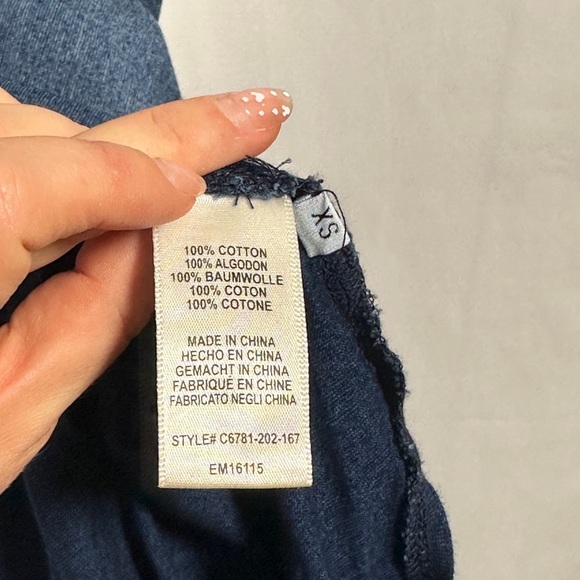 100% COTTON
100% ALGODON
100% BAUMWOLLE
100% COTON
100% COTONE
MADE IN CHINA
HECHO EN CHINA
GEMACHT IN CHINA
FABRIQUÉ EN CHINE
FABRICATO NEGLI CHINA
STYLE# C6781-202-167
EM16115
XS